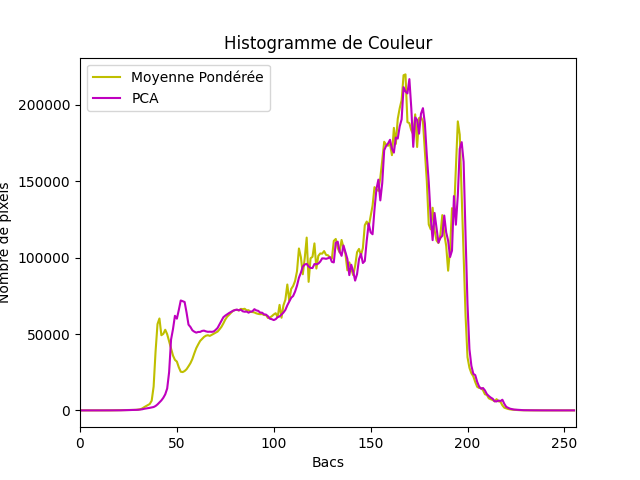 Histogramme de Couleur
Moyenne Pondérée
PCA
Nombre de pixels
200000
150000
100000
50000
0
0 50 100 150 200 250
Bacs